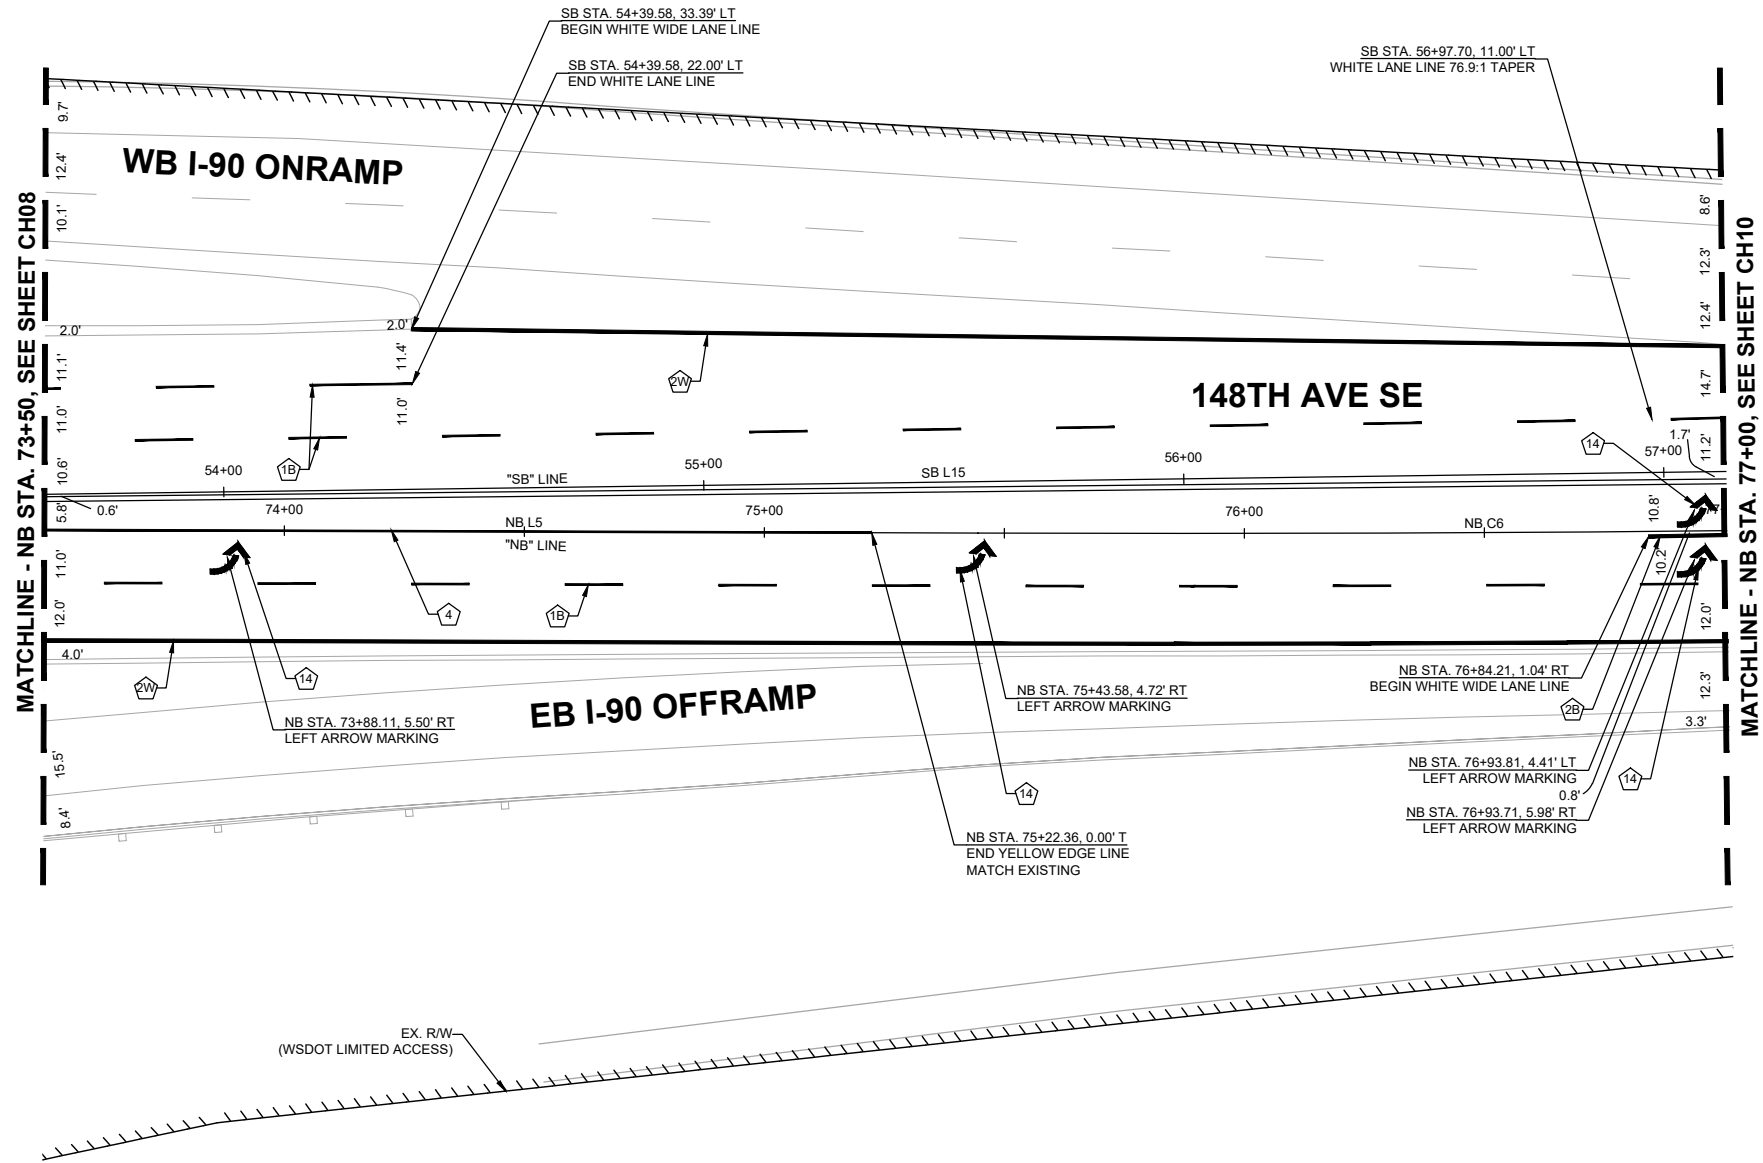 SB STA. 54+39.58, 33.39' LT
BEGIN WHITE WIDE LANE LINE
SB STA. 54+39.58, 22.00' LT
END WHITE LANE LINE
SB STA. 56+97.70, 11.00' LT
WHITE LANE LINE 76.9:1 TAPER
MATCHLINE - NB STA. 73+50, SEE SHEET CH08
9.7'
12.4'
10.1'
2.0'
11.1'
11.0'
10.6'
5.8'
0.6'
11.0'
12.0'
4.0'
15.5'
8.4'
WB I-90 ONRAMP
2.0'
11.4'
11.0'
2W
148TH AVE SE
1B
14
54+00
55+00
56+00
57+00
"SB" LINE
SB L15
74+00
75+00
76+00
77
NB L5
"NB" LINE
NB C6
8.6'
12.3'
12.4'
14.7'
11.2'
1.7'
10.8'
10.2'
12.0'
12.3'
3.3'
MATCHLINE - NB STA. 77+00, SEE SHEET CH10
4
1B
2W
14
EB I-90 OFFRAMP
NB STA. 73+88.11, 5.50' RT
LEFT ARROW MARKING
NB STA. 75+43.58, 4.72' RT
LEFT ARROW MARKING
14
NB STA. 76+84.21, 1.04' RT
BEGIN WHITE WIDE LANE LINE
2B
NB STA. 76+93.81, 4.41' LT
LEFT ARROW MARKING
0.8'
14
NB STA. 76+93.71, 5.98' RT
LEFT ARROW MARKING
NB STA. 75+22.36, 0.00' T
END YELLOW EDGE LINE
MATCH EXISTING
EX. R/W
(WSDOT LIMITED ACCESS)